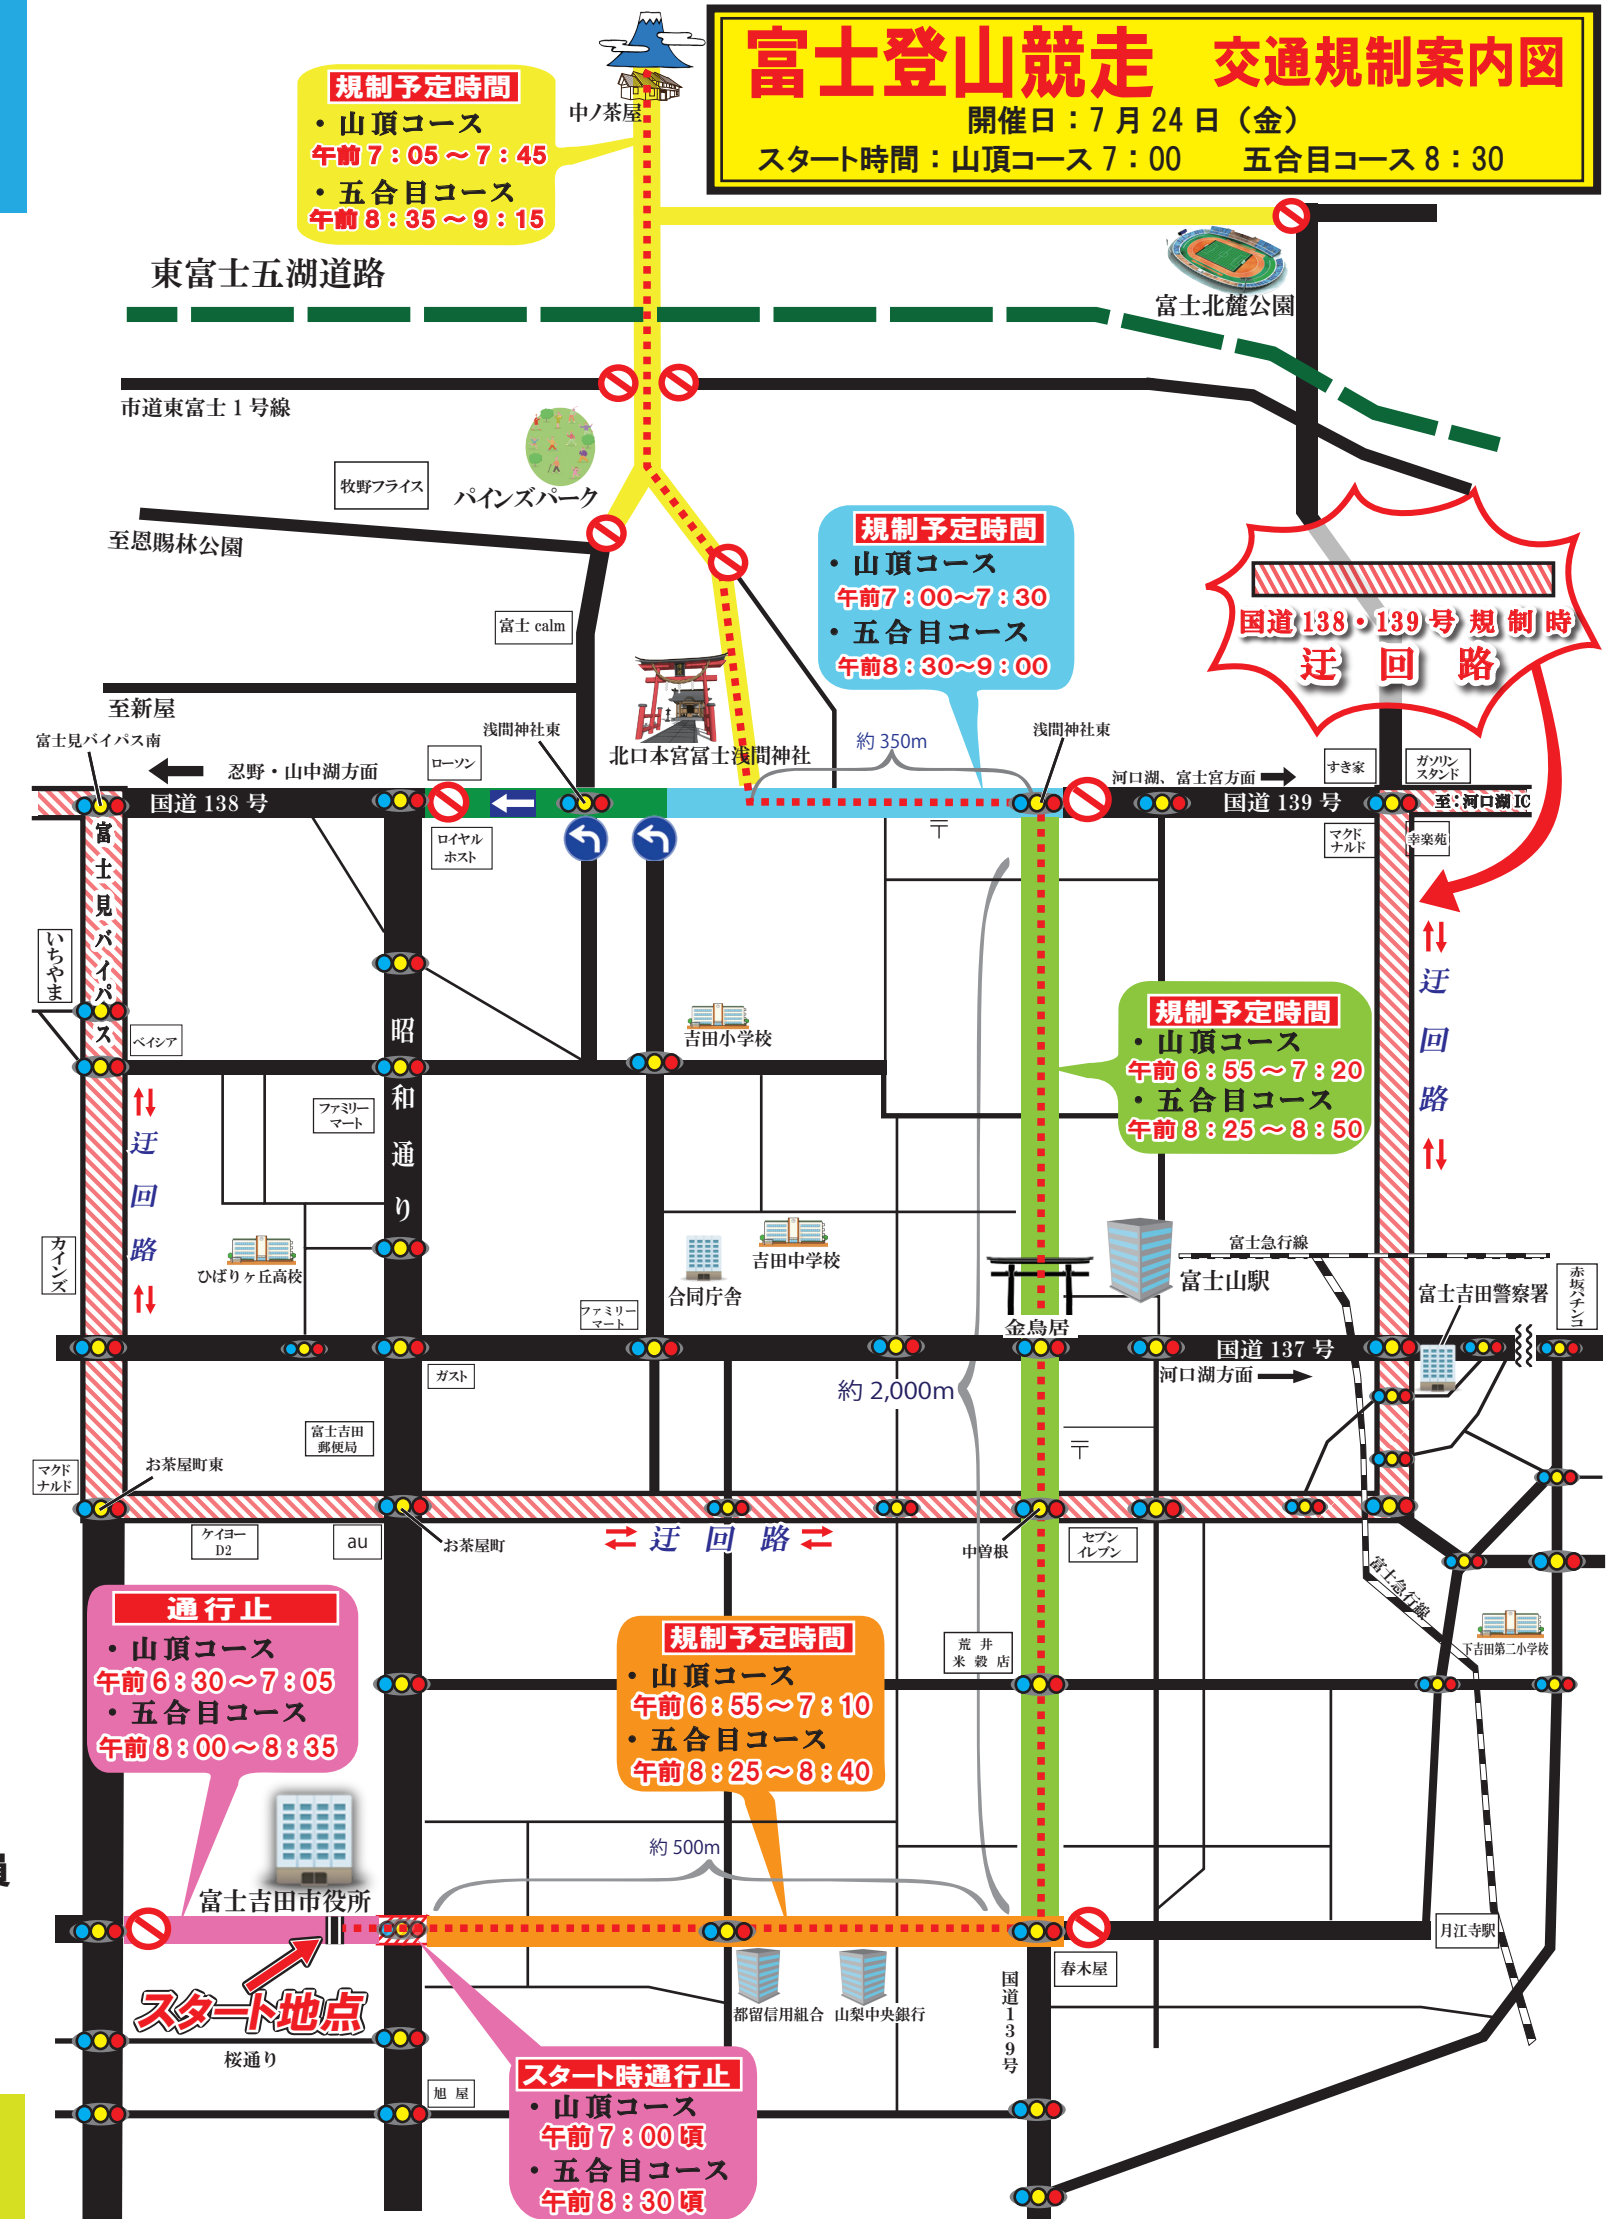 富士登山競走 交通規制案内図
開催日：7月24日（金）
スタート時間：山頂コース7：00 五合目コース8：30
規制予定時間
・山頂コース
午前7：05～7：45
・五合目コース
午前8：35～9：15
中ノ茶屋
東富士五湖道路
富士北麓公園
市道東富士1号線
牧野フライス
パインズパーク
至恩賜林公園
規制予定時間
・山頂コース
午前7：00～7：30
・五合目コース
午前8：30～9：00
国道138・139号規制時
迂回路
富士calm
至新屋
北口本宮冨士浅間神社
富士見バイパス南
忍野・山中湖方面
ローソン
浅間神社東
約350m
浅間神社東
河口湖、富士宮方面
すき家
ガソリン
スタンド
国道138号
国道139号
至：河口湖IC
ロイヤル
ホスト
〒
マクド
ナルド
幸楽苑
富士見バイパス
いちやま
ベイシア
昭和通り
吉田小学校
迂回路
規制予定時間
・山頂コース
午前6：55～7：20
・五合目コース
午前8：25～8：50
ファミリー
マート
迂回路
カインズ
ひばりヶ丘高校
合同庁舎
吉田中学校
ファミリー
マート
金鳥居
富士山駅
富士急行線
富士吉田警察署
赤坂パチンコ
国道137号
河口湖方面
ガスト
約2,000m
富士吉田
郵便局
〒
マクド
ナルド
お茶屋町東
ケイヨー
D2
au
お茶屋町
迂回路
中曽根
セブン
イレブン
富士急行線
下吉田第二小学校
通行止
・山頂コース
午前6：30～7：05
・五合目コース
午前8：00～8：35
規制予定時間
・山頂コース
午前6：55～7：10
・五合目コース
午前8：25～8：40
荒井
米穀店
約500m
富士吉田市役所
スタート地点
都留信用組合
山梨中央銀行
春木屋
月江寺駅
国道139号
桜通り
旭屋
スタート時通行止
・山頂コース
午前7：00頃
・五合目コース
午前8：30頃